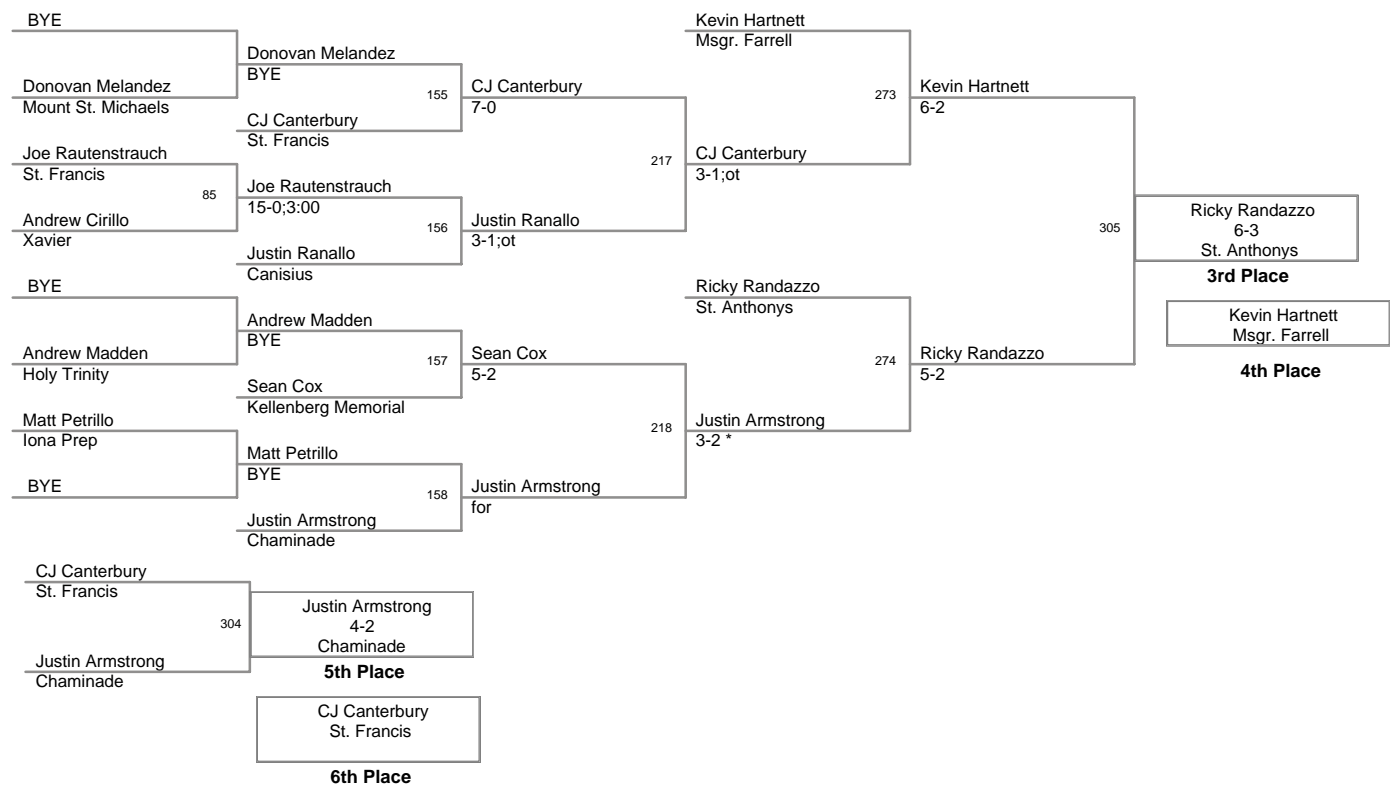 BYE
Donovan Melandez
Mount St. Michaels
Joe Rautenstrauch
St. Francis
85
Andrew Cirillo
Xavier
BYE
Andrew Madden
Holy Trinity
Matt Petrillo
Iona Prep
BYE
Donovan Melandez
BYE
155
CJ Canterbury
St. Francis
Joe Rautenstrauch
15-0;3:00
156
Justin Ranallo
Canisius
Andrew Madden
BYE
157
Sean Cox
Kellenberg Memorial
Matt Petrillo
BYE
158
Justin Armstrong
Chaminade
CJ Canterbury
7-0
217
Justin Ranallo
3-1;ot
Sean Cox
5-2
218
Justin Armstrong
for
Kevin Hartnett
Msgr. Farrell
273
CJ Canterbury
3-1;ot
Ricky Randazzo
St. Anthonys
274
Justin Armstrong
3-2 *
Kevin Hartnett
6-2
305
Ricky Randazzo
5-2
Ricky Randazzo
6-3
St. Anthonys
3rd Place
Kevin Hartnett
Msgr. Farrell
4th Place
CJ Canterbury
St. Francis
304
Justin Armstrong
Chaminade
Justin Armstrong
4-2
Chaminade
5th Place
CJ Canterbury
St. Francis
6th Place